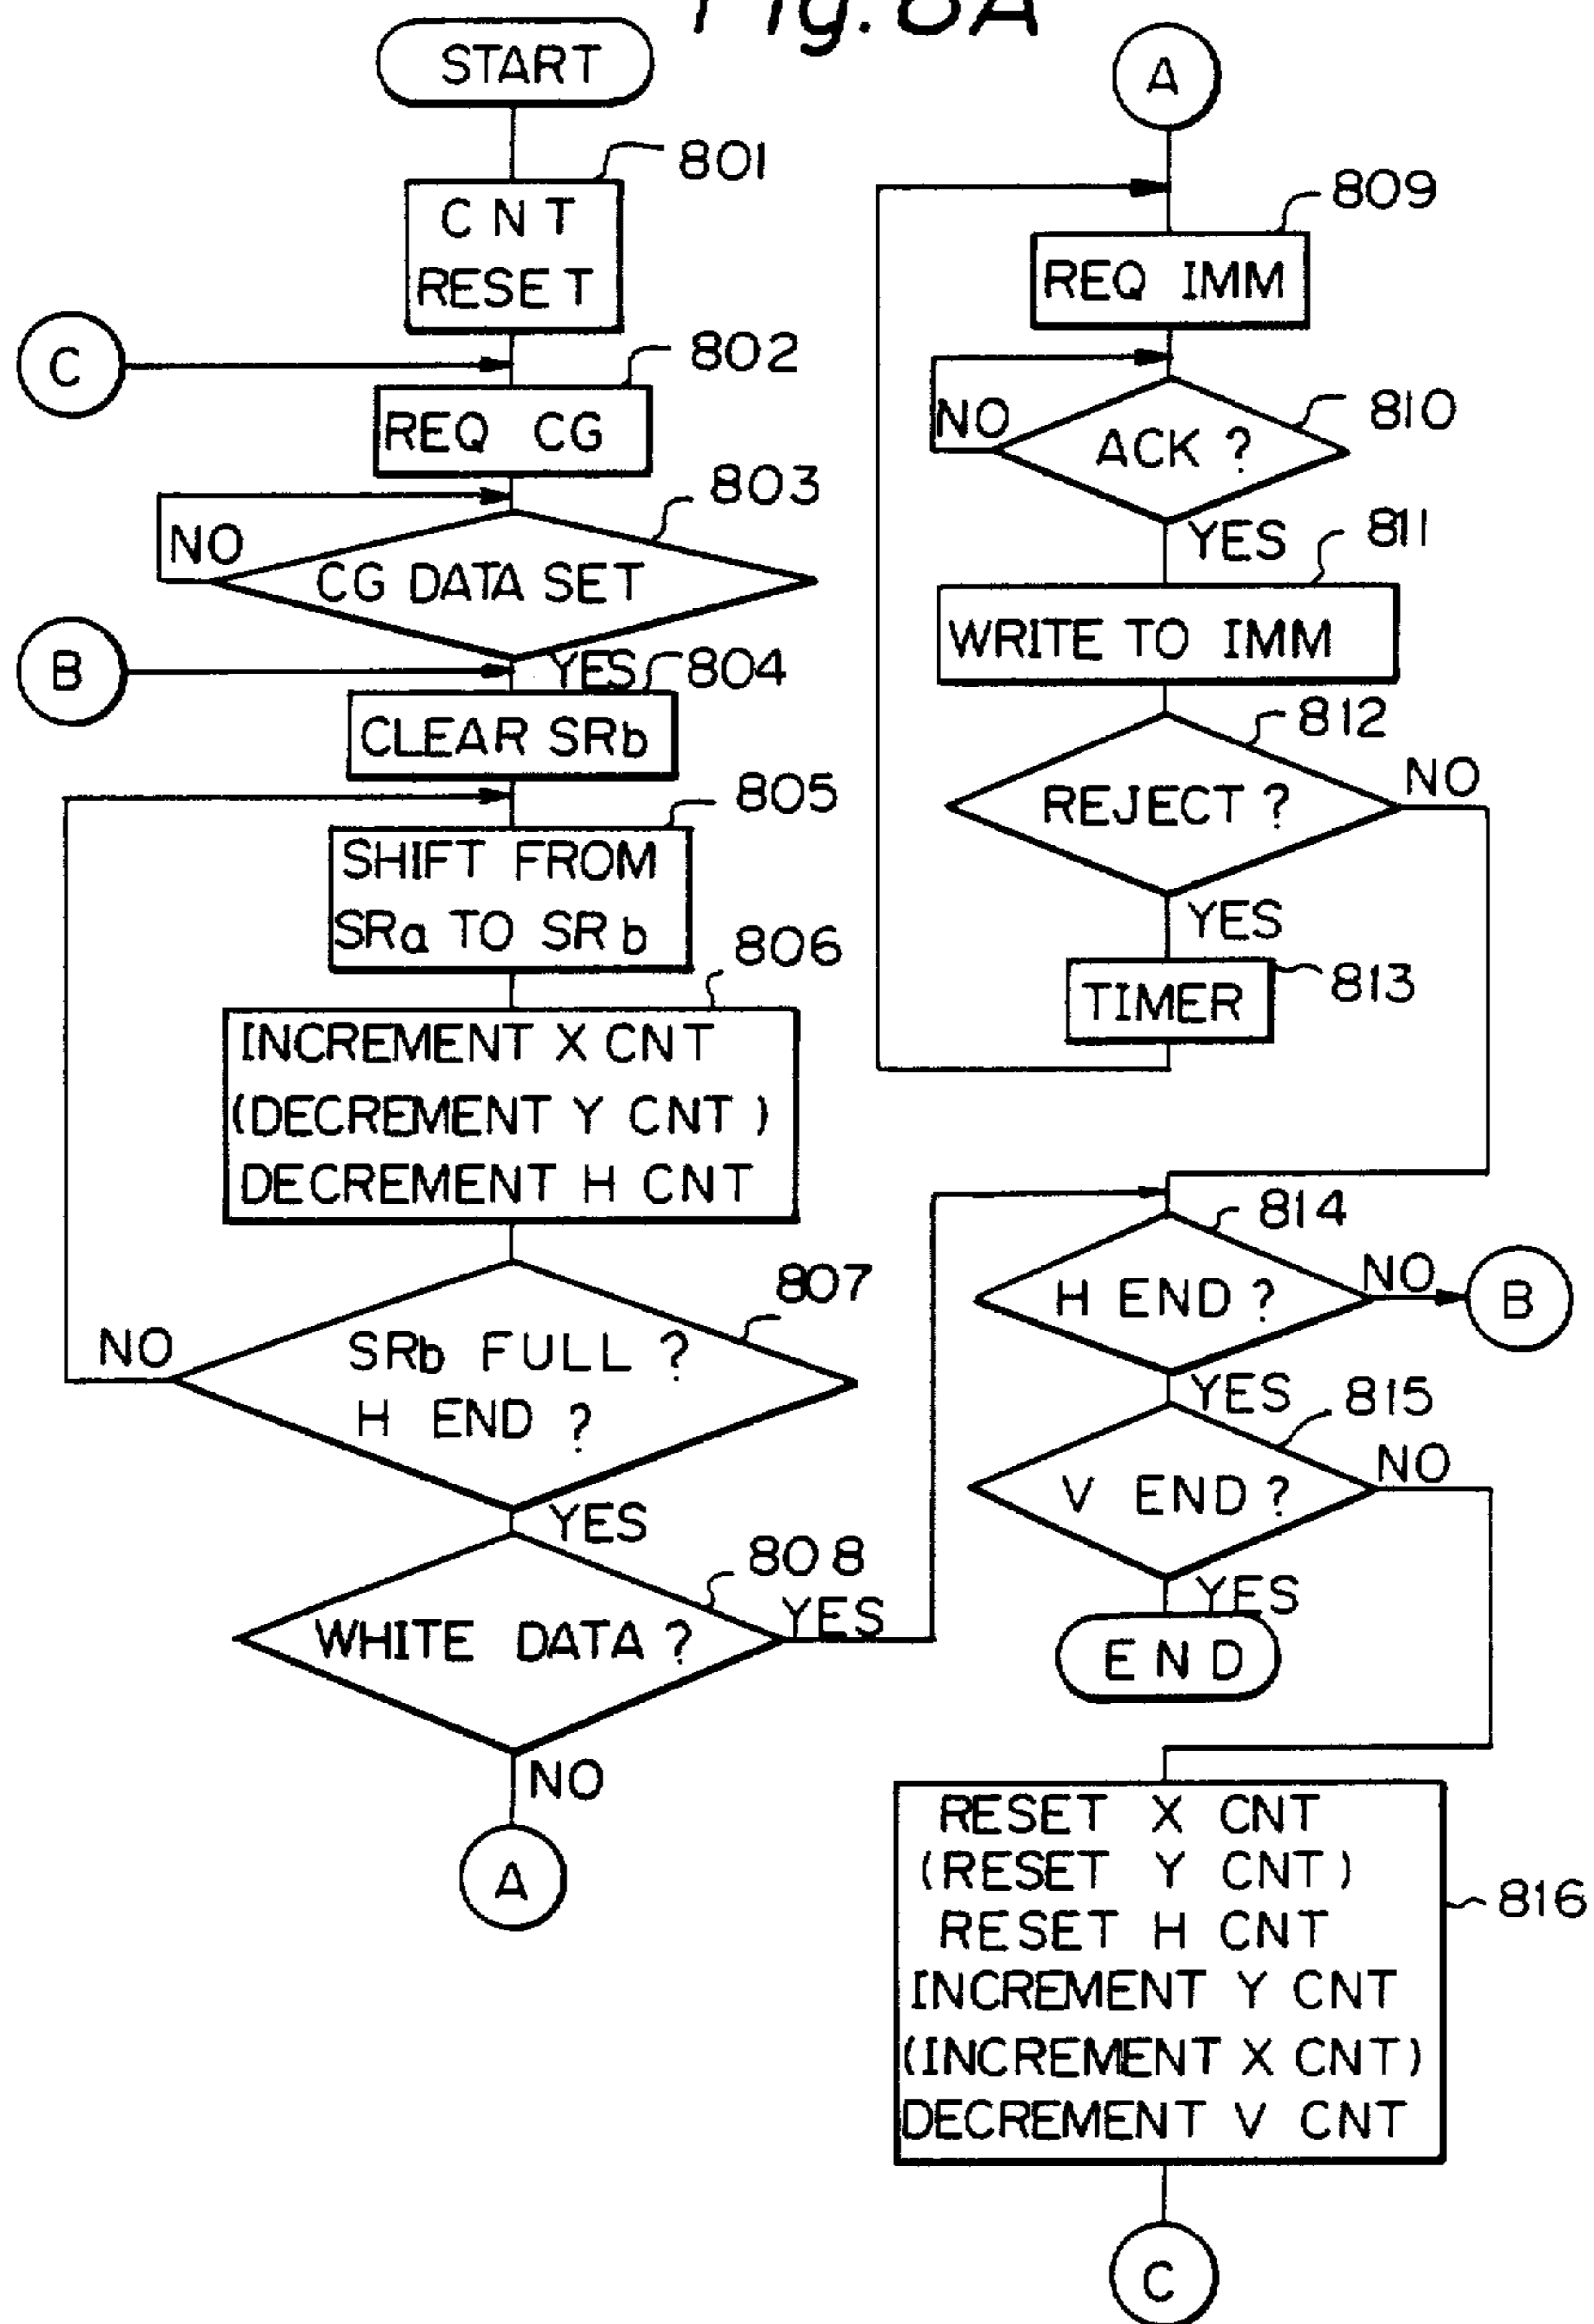 Fig. 8A
START
801
CNT
RESET
C
802
REQ CG
803
NO
CG DATA SET
B
YES
804
CLEAR SRb
805
SHIFT FROM
SRa TO SRb
806
INCREMENT X CNT
(DECREMENT Y CNT)
DECREMENT H CNT
807
NO
SRb FULL ?
H END ?
YES
808
WHITE DATA ?
YES
NO
A
A
809
REQ IMM
810
NO
ACK ?
YES
811
WRITE TO IMM
812
REJECT ?
NO
YES
813
TIMER
814
H END ?
NO
B
YES
815
V END ?
NO
YES
END
RESET X CNT
(RESET Y CNT)
RESET H CNT
816
INCREMENT Y CNT
(INCREMENT X CNT)
DECREMENT V CNT
C